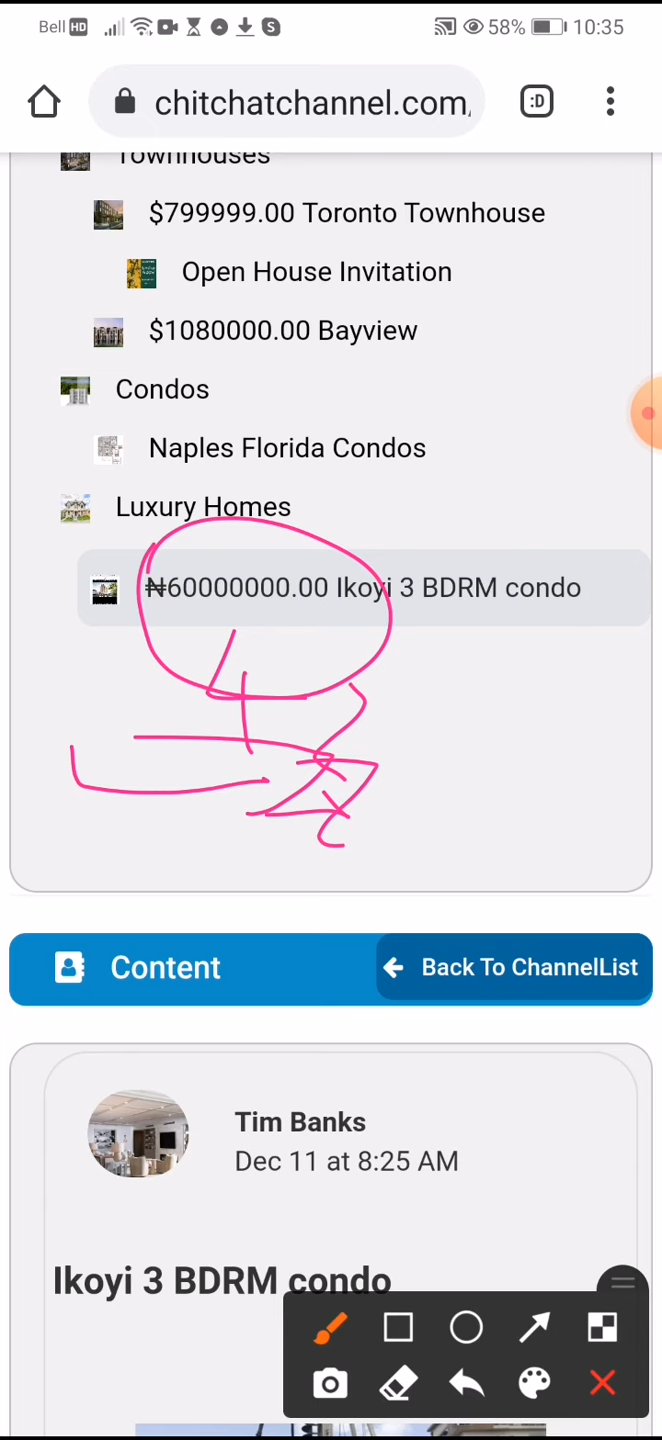 Bell HD 58% 10:35
chitchatchannel.com, :D
Townhouses
$799999.00 Toronto Townhouse
Open House Invitation
$1080000.00 Bayview
Condos
Naples Florida Condos
Luxury Homes
₦60000000.00 Ikoyi 3 BDRM condo
Content Back To ChannelList
Tim Banks
Dec 11 at 8:25 AM
Ikoyi 3 BDRM condo